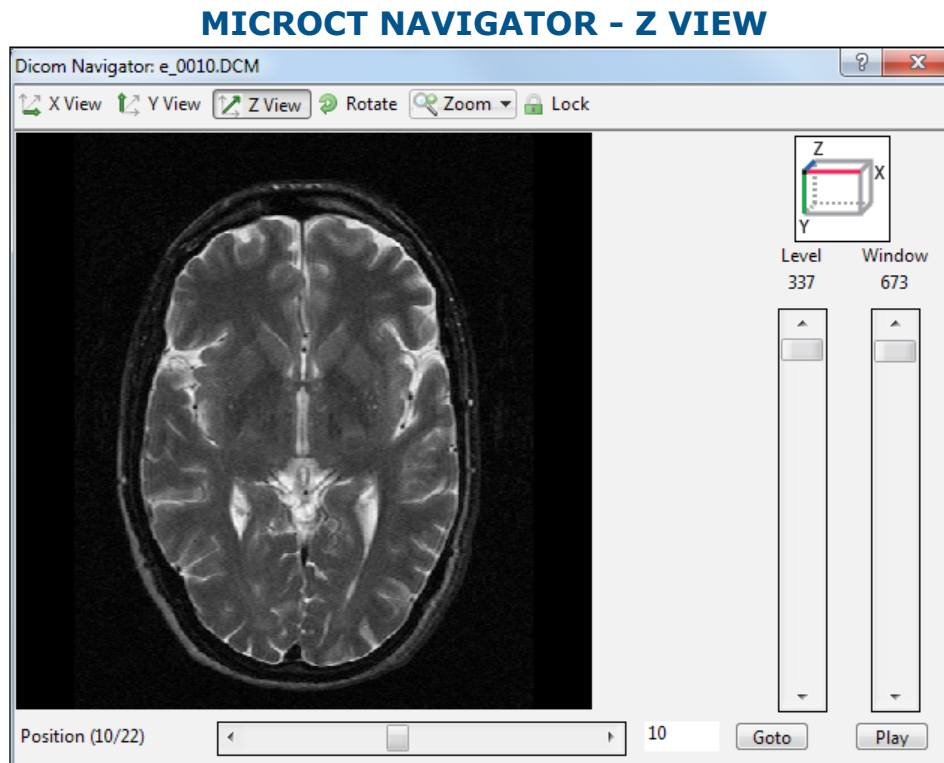 MICROCT NAVIGATOR - Z VIEW
Dicom Navigator: e_0010.DCM
?
X View Y View Z View Rotate Zoom Lock
Z
X
Y
Level Window
337 673
Position (10/22) 10 Goto Play